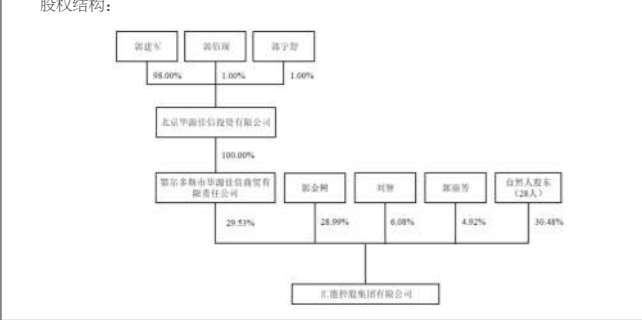 股权结构：
郭建军
郭佰琛
郭宇舒
98.00%
1.00%
1.00%
北京华源佳信投资有限公司
100.00%
鄂尔多斯市华源佳信商贸有
限责任公司
郭金树
刘智
郭丽芳
自然人股东
（28人）
29.53%
28.99%
6.08%
4.92%
30.48%
汇能控股集团有限公司